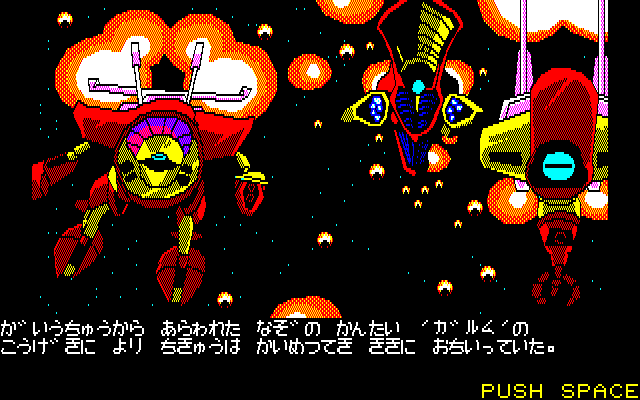 がいうちゅうから あらわれた なぞの かんたい 「ガルム」の
こうげきに より ちきゅうは かいめつてき ききに おちいっていた。
PUSH SPACE